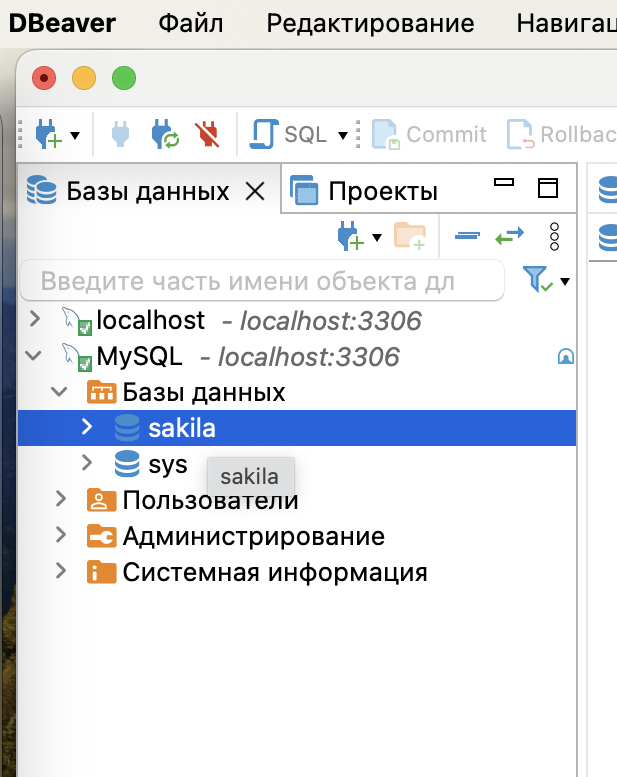 DBeaver Файл Редактирование Навигац
SQL Commit Rollbac
Базы данных Проекты
Введите часть имени объекта дл
localhost - localhost:3306
MySQL - localhost:3306
Базы данных
sakila
sys
sakila
Пользователи
Администрирование
Системная информация